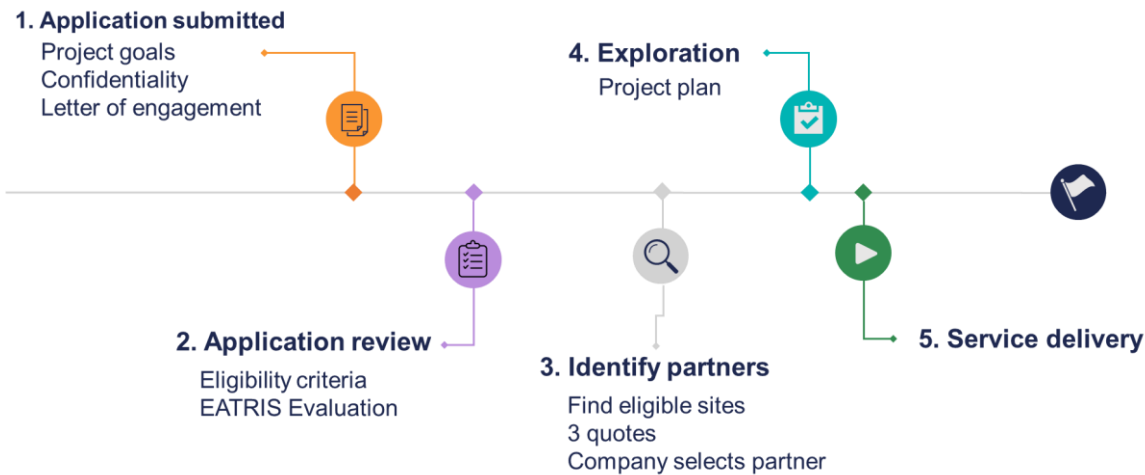 1. Application submitted
Project goals
Confidentiality
Letter of engagement
2. Application review
Eligibility criteria
EATRIS Evaluation
3. Identify partners
Find eligible sites
3 quotes
Company selects partner
4. Exploration
Project plan
5. Service delivery